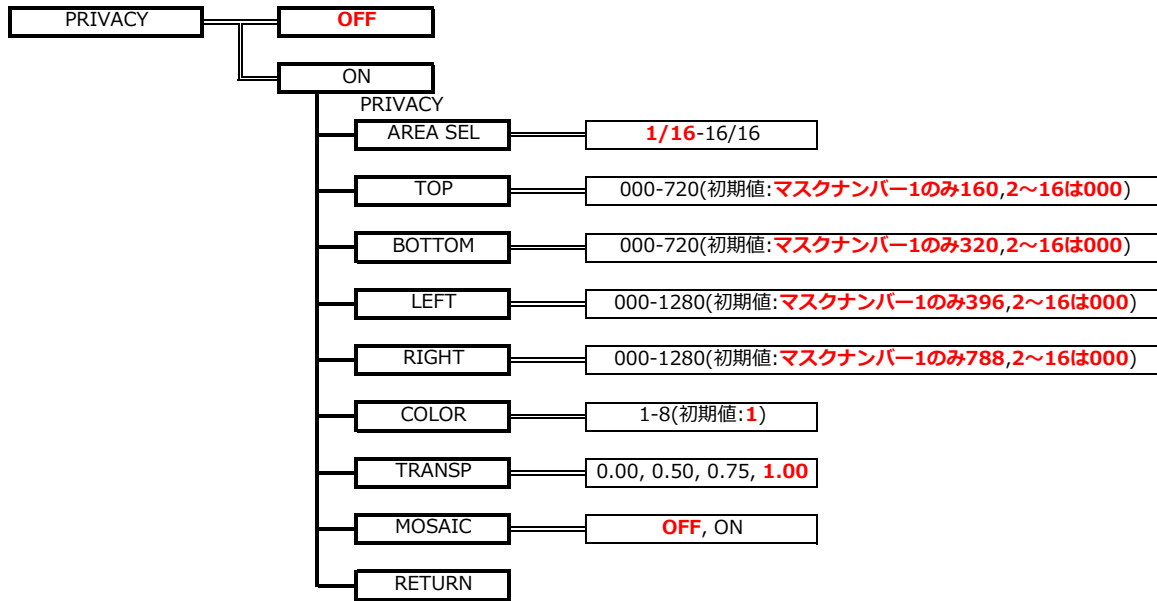 PRIVACY OFF
ON
PRIVACY
AREA SEL 1/16-16/16
TOP 000-720(初期値:マスクナンバー1のみ160,2～16は000)
BOTTOM 000-720(初期値:マスクナンバー1のみ320,2～16は000)
LEFT 000-1280(初期値:マスクナンバー1のみ396,2～16は000)
RIGHT 000-1280(初期値:マスクナンバー1のみ788,2～16は000)
COLOR 1-8(初期値:1)
TRANSP 0.00, 0.50, 0.75, 1.00
MOSAIC OFF, ON
RETURN